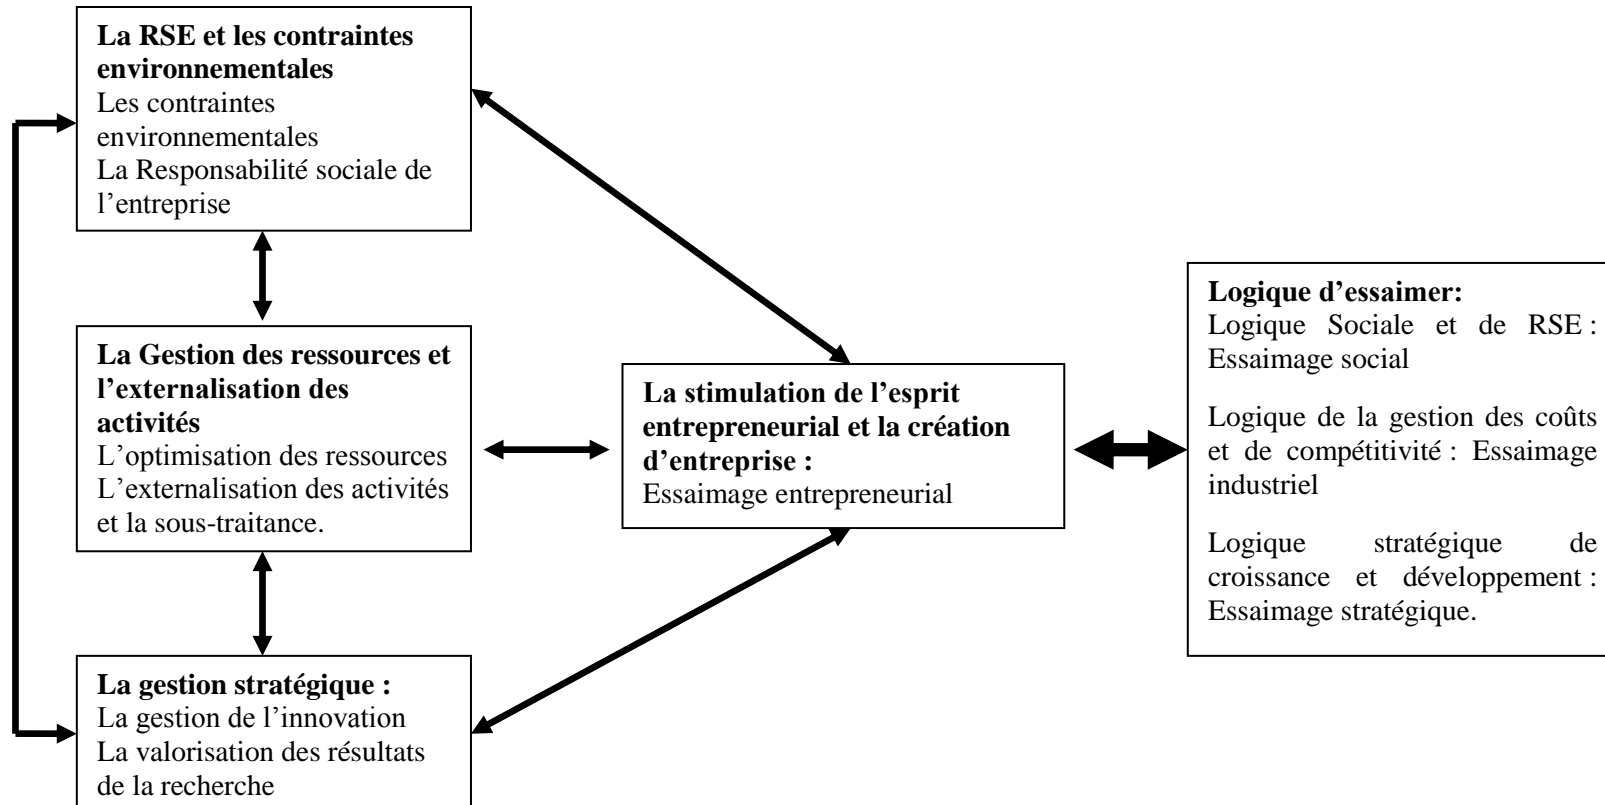 La RSE et les contraintes
environnementales
Les contraintes
environnementales
La Responsabilité sociale de
l’entreprise
La Gestion des ressources et
l’externalisation des
activités
L’optimisation des ressources
L’externalisation des activités
et la sous-traitance.
La gestion stratégique :
La gestion de l’innovation
La valorisation des résultats
de la recherche
La stimulation de l’esprit
entrepreneurial et la création
d’entreprise :
Essaimage entrepreneurial
Logique d’essaimer:
Logique Sociale et de RSE :
Essaimage social
Logique de la gestion des coûts
et de compétitivité : Essaimage
industriel
Logique stratégique de
croissance et développement :
Essaimage stratégique.